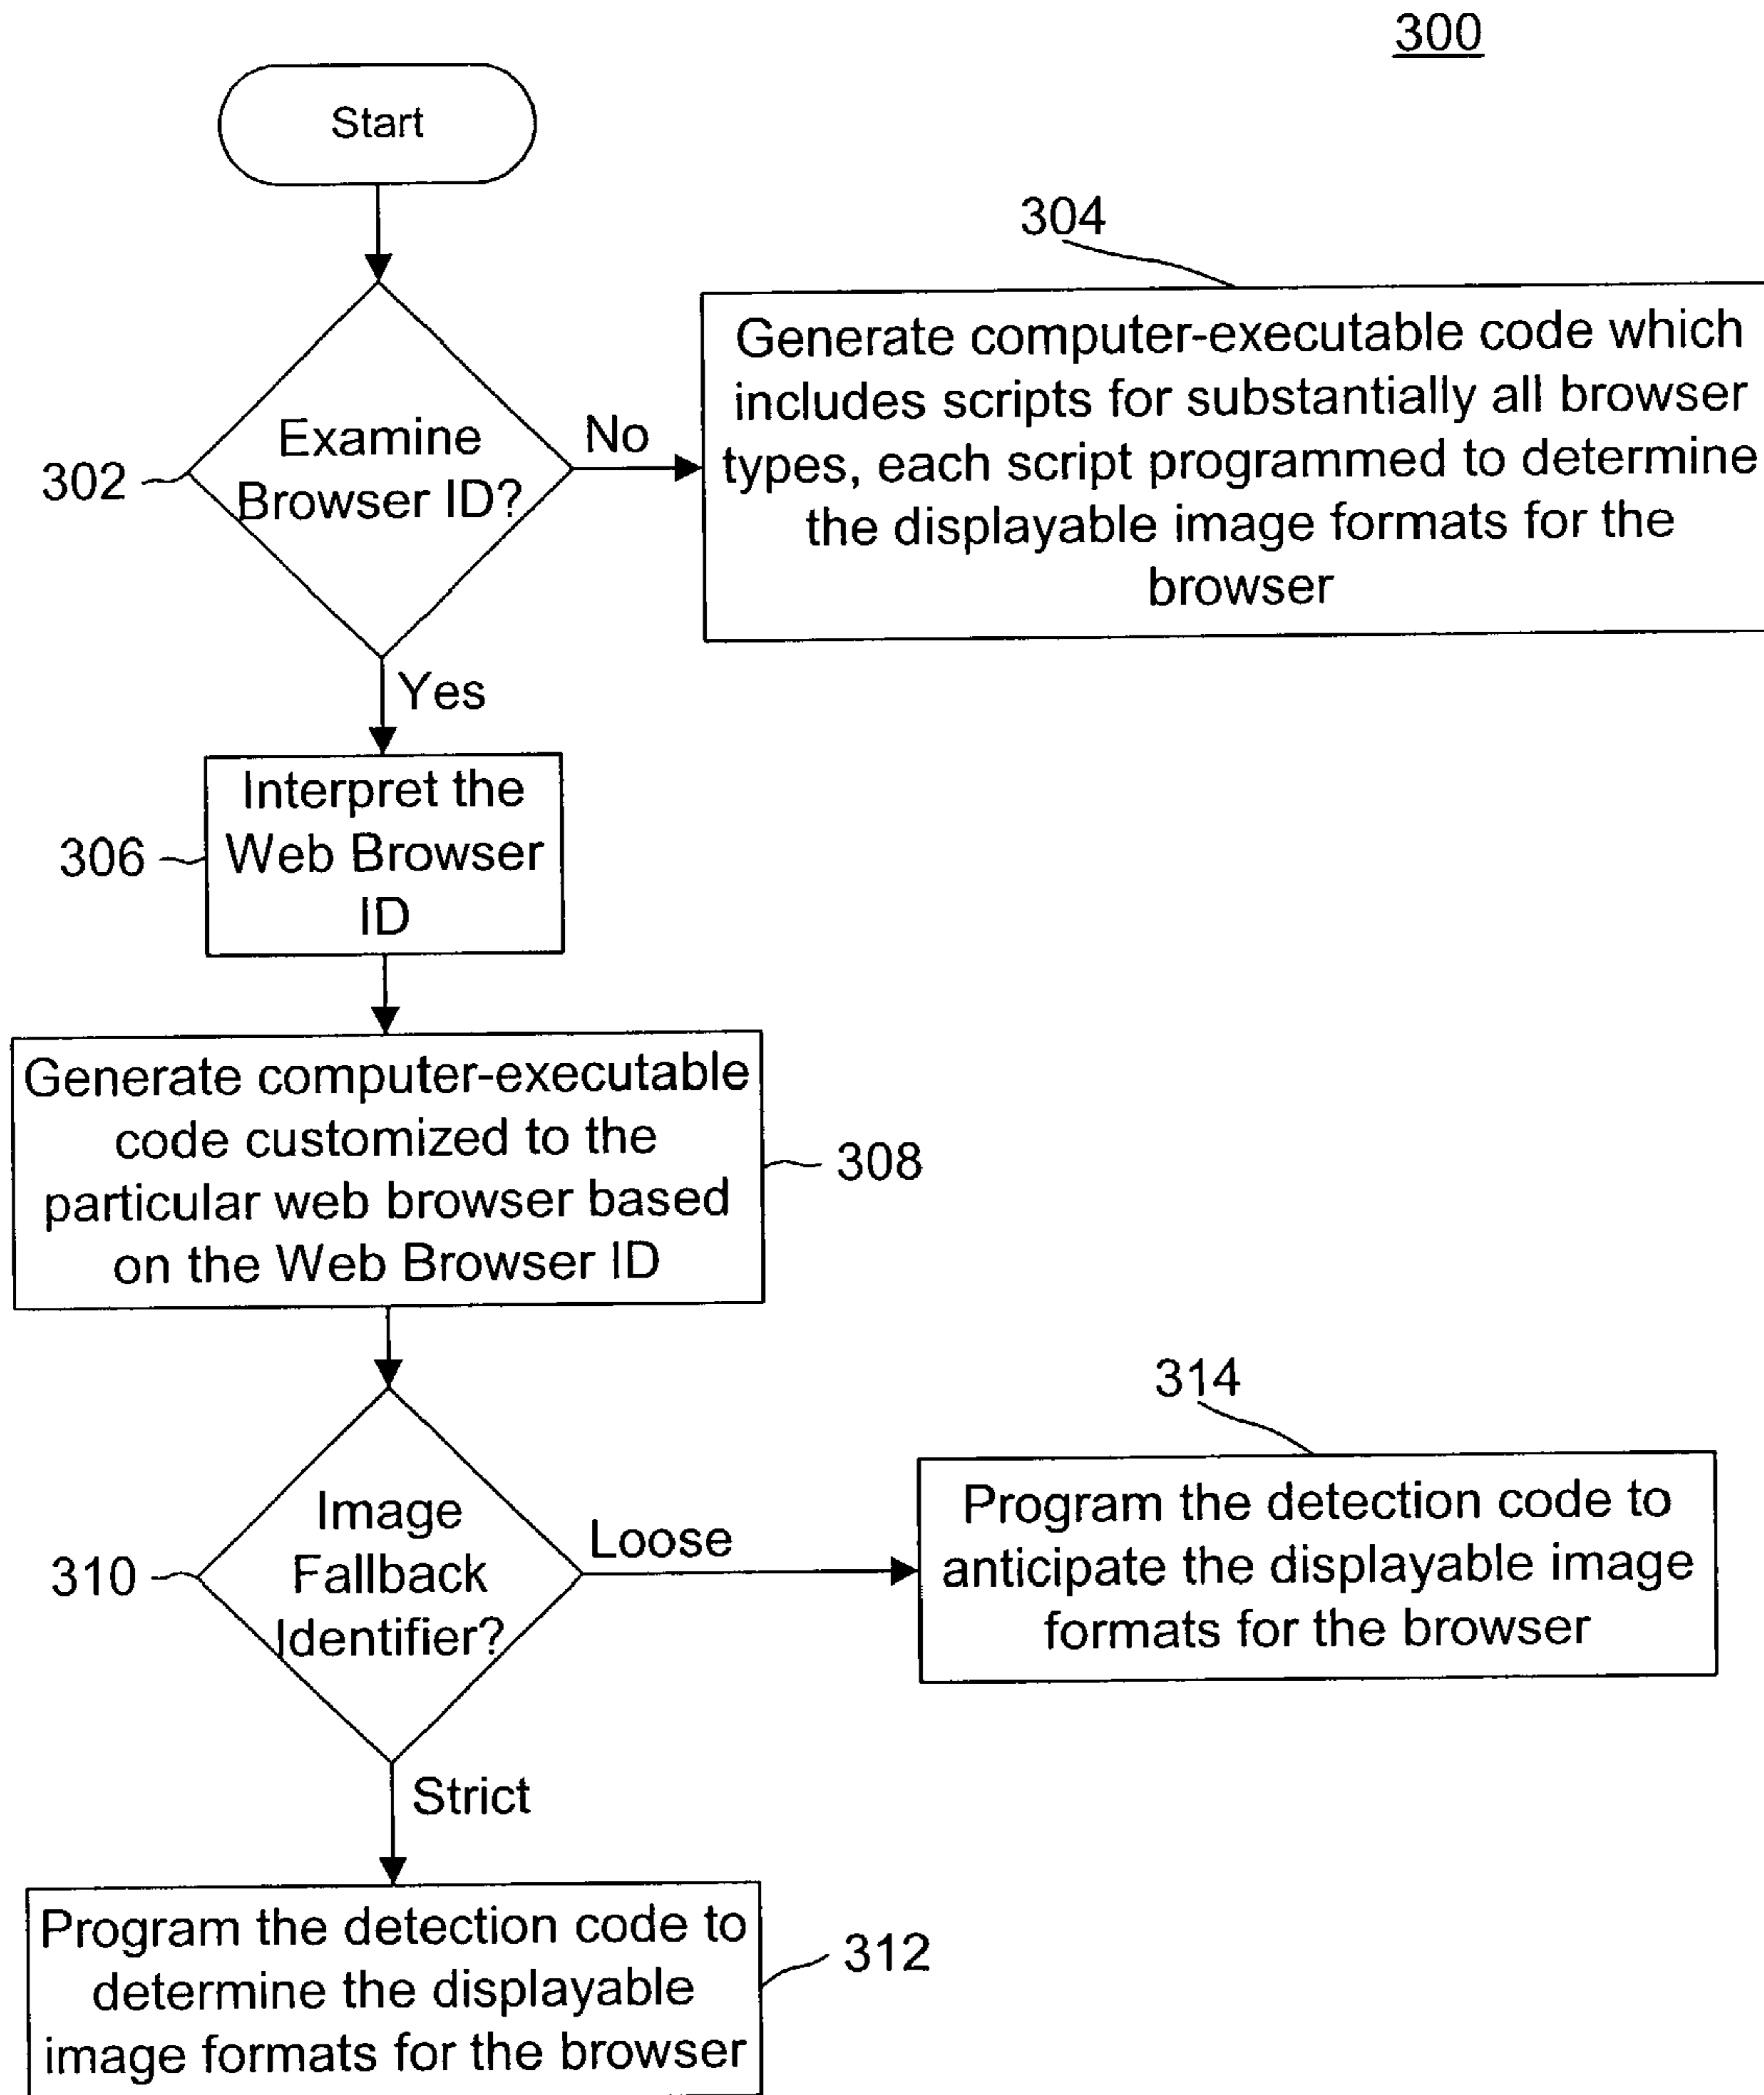 300
Start
304
Generate computer-executable code which
includes scripts for substantially all browser
types, each script programmed to determine
the displayable image formats for the
browser
Examine
Browser ID?
302
No
Yes
Interpret the
Web Browser
ID
306
Generate computer-executable
code customized to the
particular web browser based
on the Web Browser ID
308
314
Image
Fallback
Identifier?
310
Loose
Program the detection code to
anticipate the displayable image
formats for the browser
Strict
Program the detection code to
determine the displayable
image formats for the browser
312